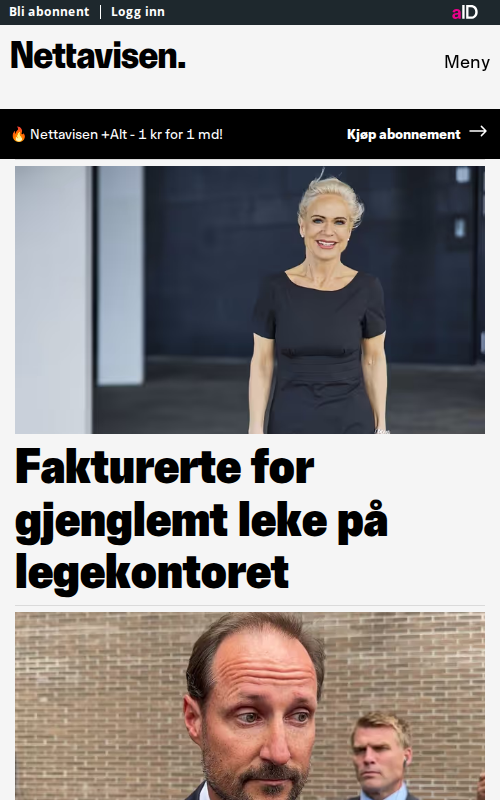 Bli abonnent | Logg inn
aID
Nettavisen.
Meny
🔥 Nettavisen +Alt - 1 kr for 1 md!
Kjøp abonnement →
Fakturerte for
gjenglemt leke på
legekontoret